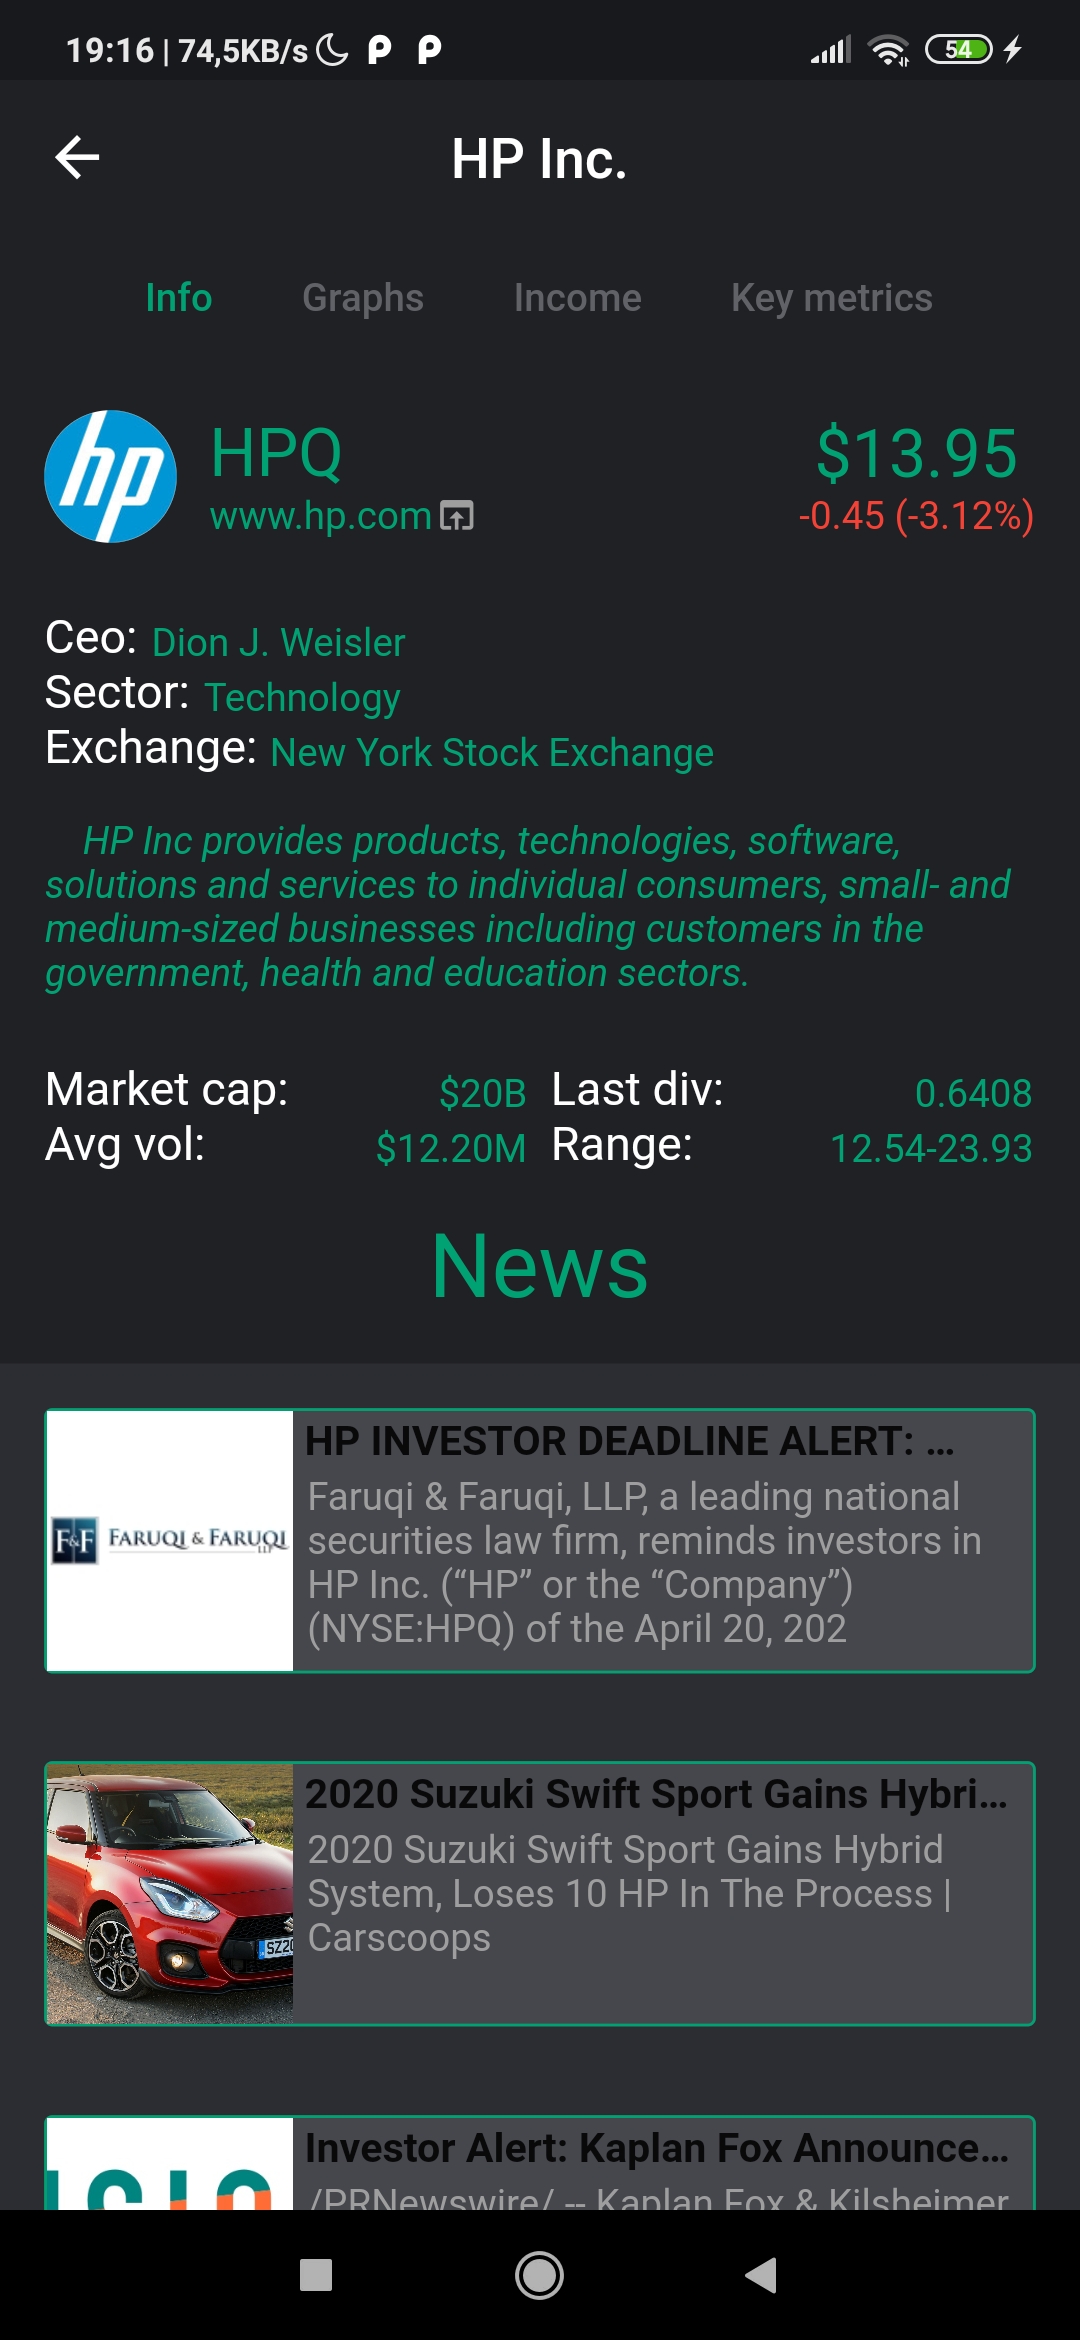 19:16 | 74,5KB/s
54
HP Inc.
Info Graphs Income Key metrics
hp HPQ $13.95
www.hp.com -0.45 (-3.12%)
Ceo: Dion J. Weisler
Sector: Technology
Exchange: New York Stock Exchange
HP Inc provides products, technologies, software,
solutions and services to individual consumers, small- and
medium-sized businesses including customers in the
government, health and education sectors.
Market cap: $20B Last div: 0.6408
Avg vol: $12.20M Range: 12.54-23.93
News
HP INVESTOR DEADLINE ALERT: …
Faruqi & Faruqi, LLP, a leading national
securities law firm, reminds investors in
HP Inc. (“HP” or the “Company”)
(NYSE:HPQ) of the April 20, 202
F&F FARUQI & FARUQI LLP
2020 Suzuki Swift Sport Gains Hybri…
2020 Suzuki Swift Sport Gains Hybrid
System, Loses 10 HP In The Process |
Carscoops
SZ20
Investor Alert: Kaplan Fox Announce…
/PRNewswire/ -- Kaplan Fox & Kilsheimer